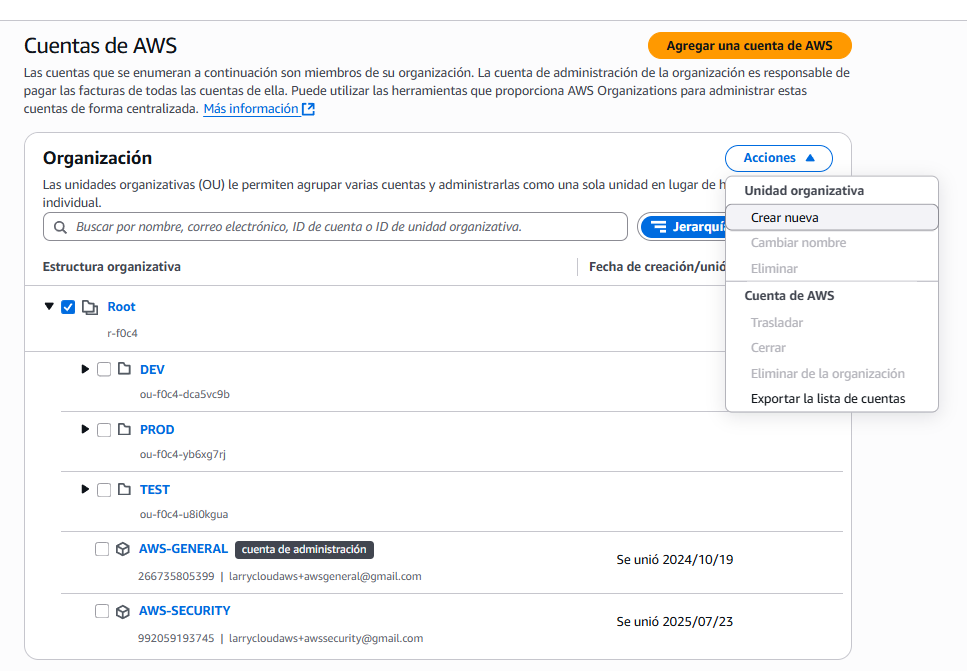 Cuentas de AWS
Agregar una cuenta de AWS
Las cuentas que se enumeran a continuación son miembros de su organización. La cuenta de administración de la organización es responsable de
pagar las facturas de todas las cuentas de ella. Puede utilizar las herramientas que proporciona AWS Organizations para administrar estas
cuentas de forma centralizada. Más información
Organización
Acciones
Las unidades organizativas (OU) le permiten agrupar varias cuentas y administrarlas como una sola unidad en lugar de
individual.
Buscar por nombre, correo electrónico, ID de cuenta o ID de unidad organizativa.
Unidad organizativa
Crear nueva
Cambiar nombre
Eliminar
Cuenta de AWS
Trasladar
Cerrar
Eliminar de la organización
Exportar la lista de cuentas
Estructura organizativa
Fecha de creación/unió
Root
r-f0c4
DEV
ou-f0c4-dca5vc9b
PROD
ou-f0c4-yb6xg7rj
TEST
ou-f0c4-u8i0kgua
AWS-GENERAL cuenta de administración
266735805399 | larrycloudaws+awsgeneral@gmail.com
Se unió 2024/10/19
AWS-SECURITY
992059193745 | larrycloudaws+awssecurity@gmail.com
Se unió 2025/07/23